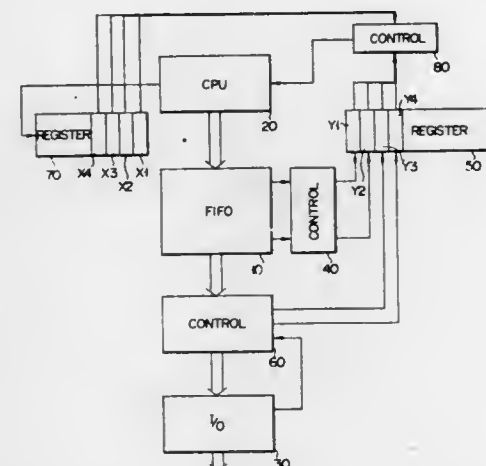 CONTROL
80
CPU
20
REGISTER
70
X4
X3
X2
X1
Y1
Y2
Y4
Y3
REGISTER
50
FIFO
10
CONTROL
40
CONTROL
60
I/O
30